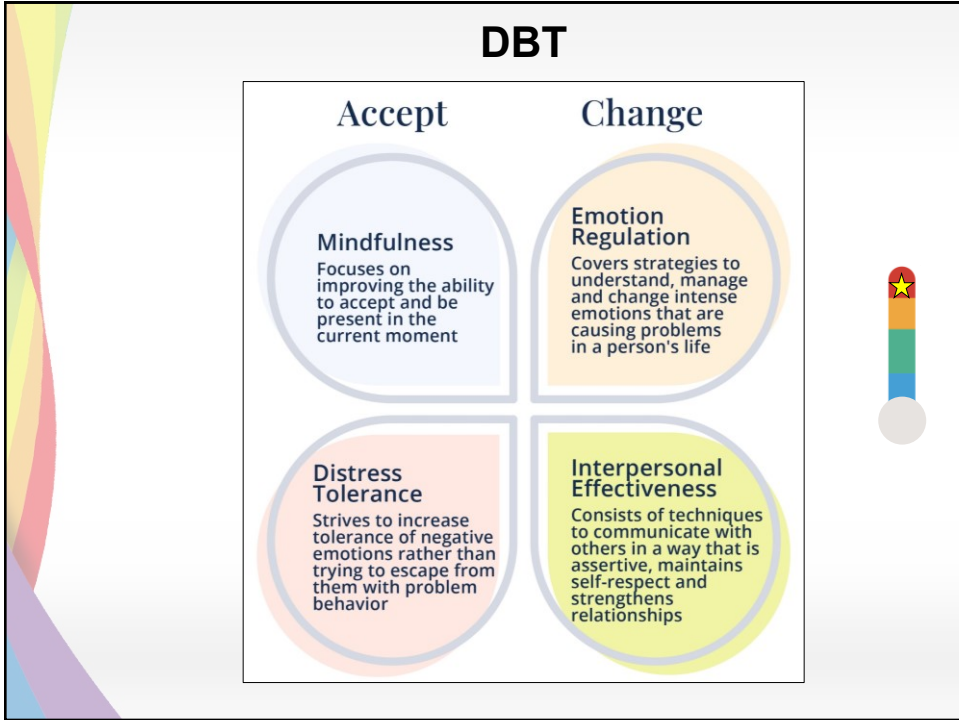 DBT
Accept
Change
Mindfulness
Focuses on
improving the ability
to accept and be
present in the
current moment
Emotion
Regulation
Covers strategies to
understand, manage
and change intense
emotions that are
causing problems
in a person's life
Distress
Tolerance
Strives to increase
tolerance of negative
emotions rather than
trying to escape from
them with problem
behavior
Interpersonal
Effectiveness
Consists of techniques
to communicate with
others in a way that is
assertive, maintains
self-respect and
strengthens
relationships